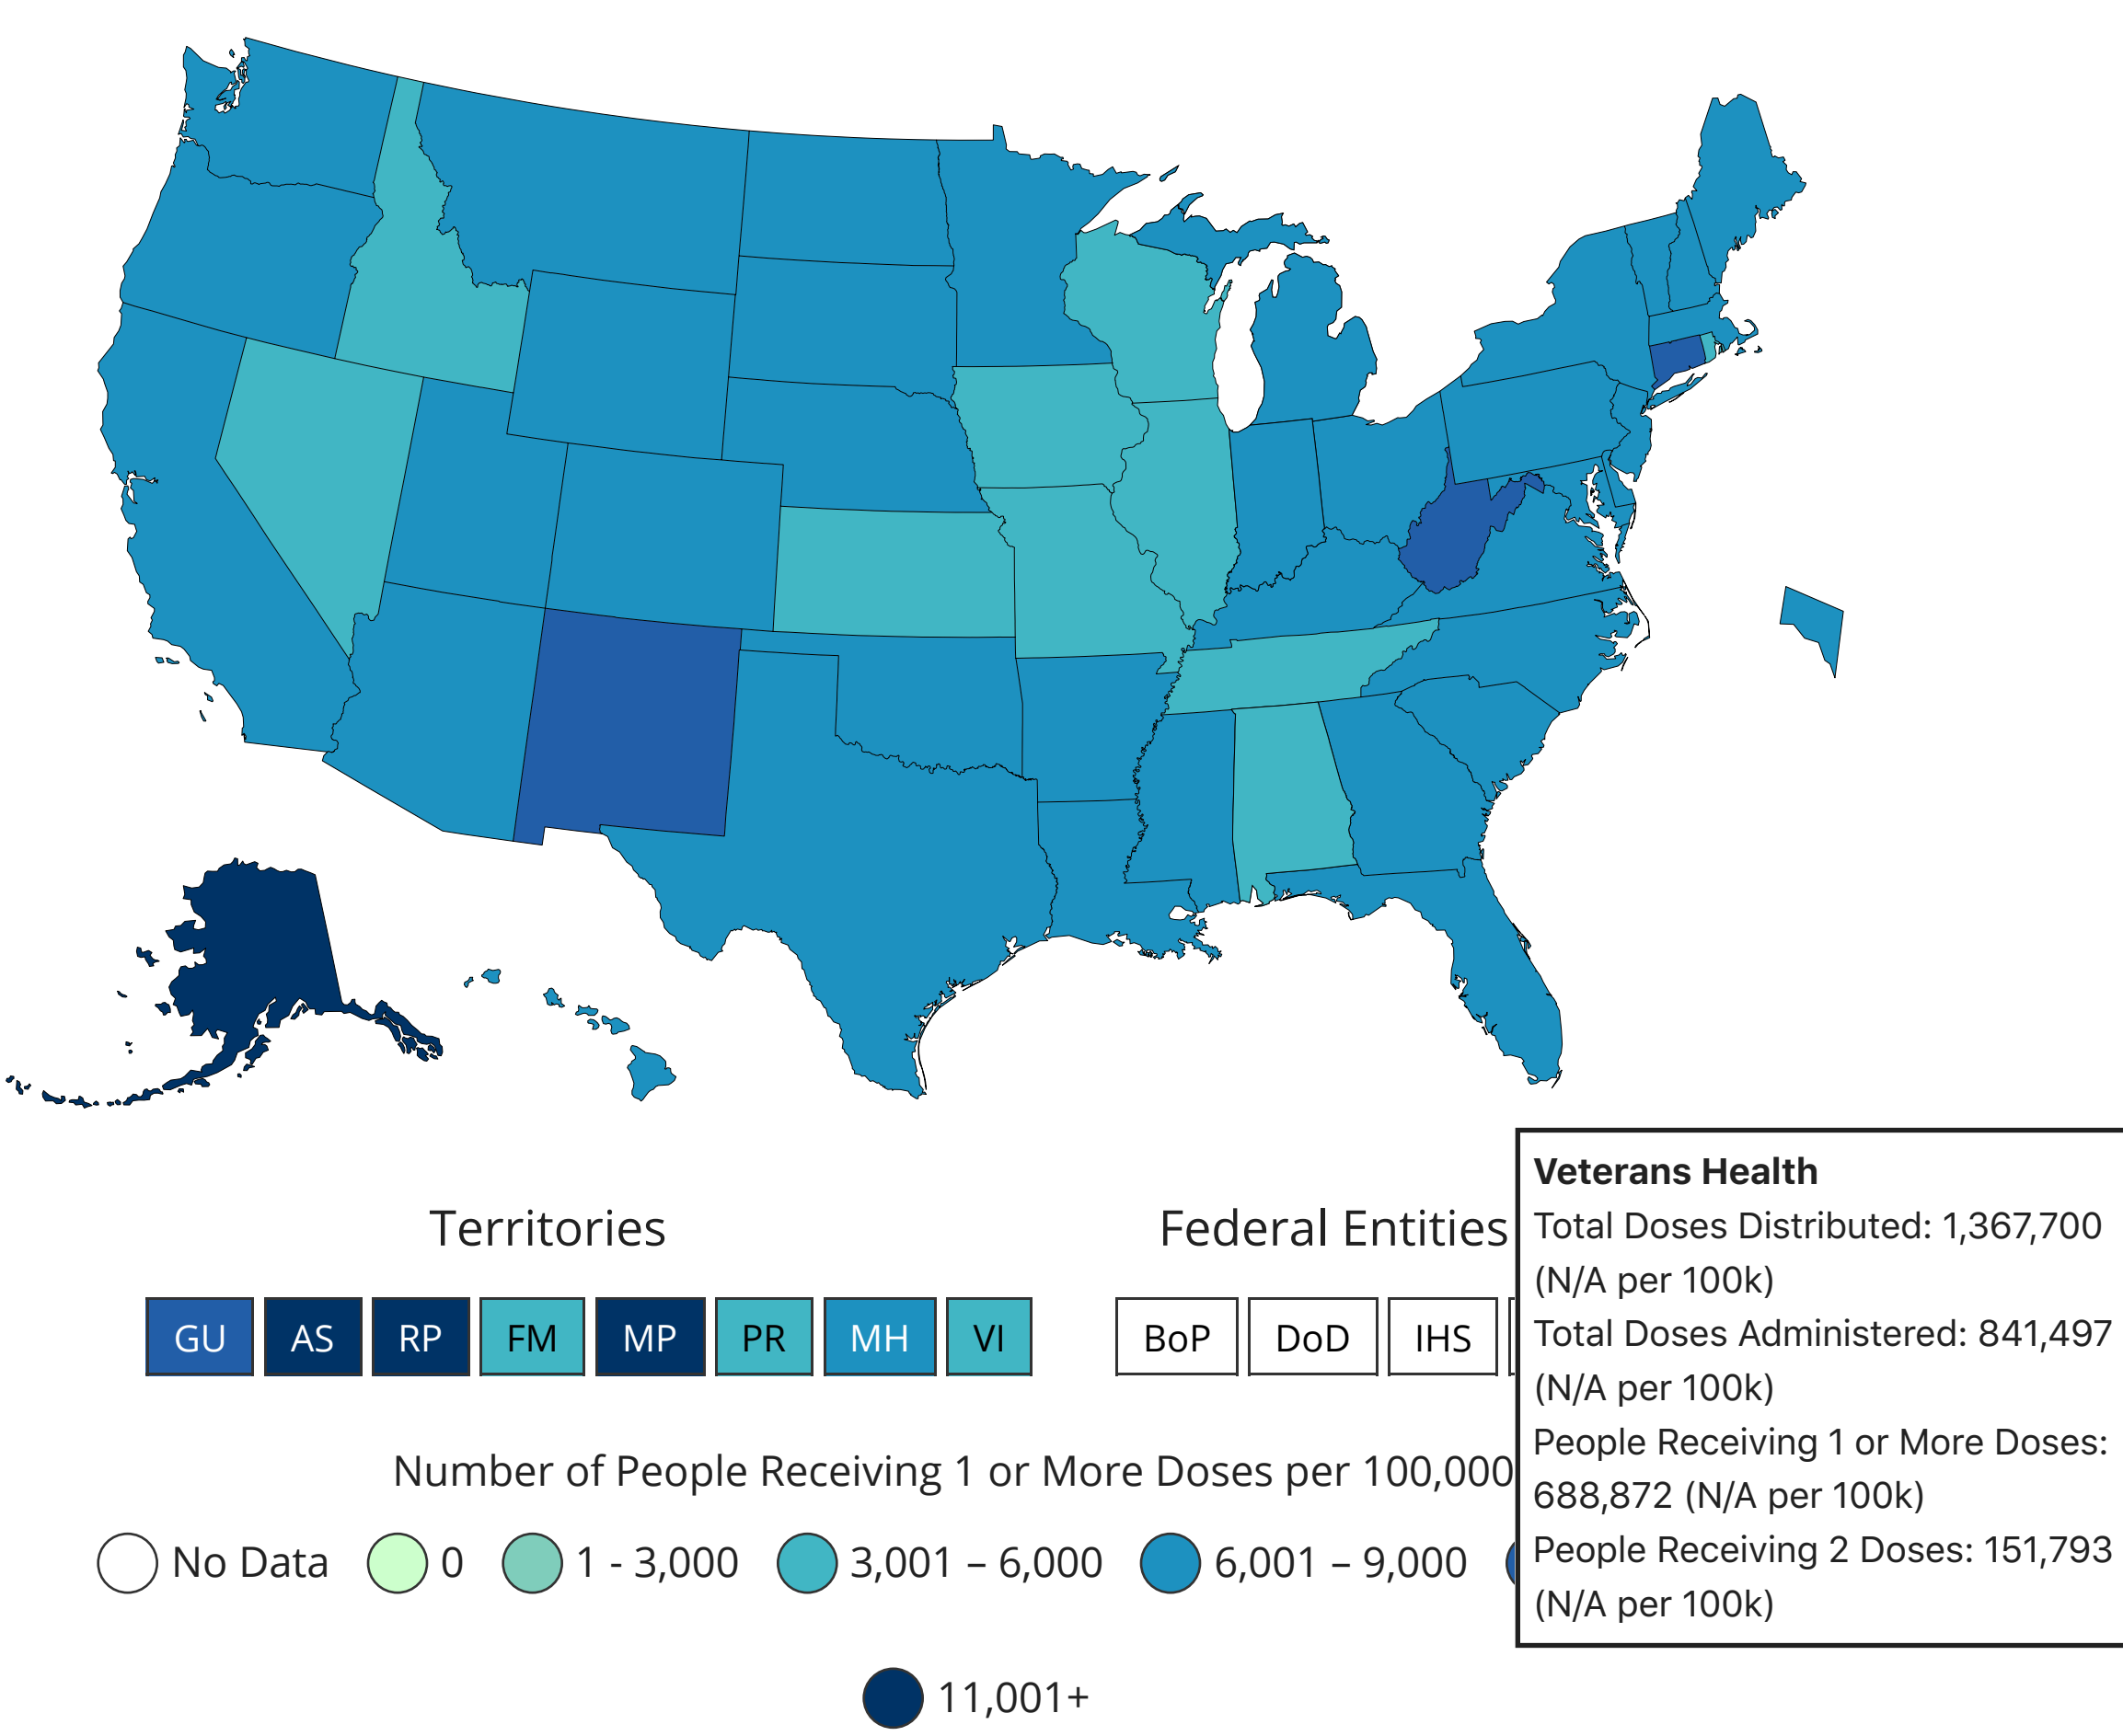 Territories
GU AS RP FM MP PR MH VI
Federal Entities
BoP DoD IHS
Number of People Receiving 1 or More Doses per 100,000
No Data 0 1 - 3,000 3,001 – 6,000 6,001 – 9,000
11,001+
Veterans Health
Total Doses Distributed: 1,367,700
(N/A per 100k)
Total Doses Administered: 841,497
(N/A per 100k)
People Receiving 1 or More Doses:
688,872 (N/A per 100k)
People Receiving 2 Doses: 151,793
(N/A per 100k)